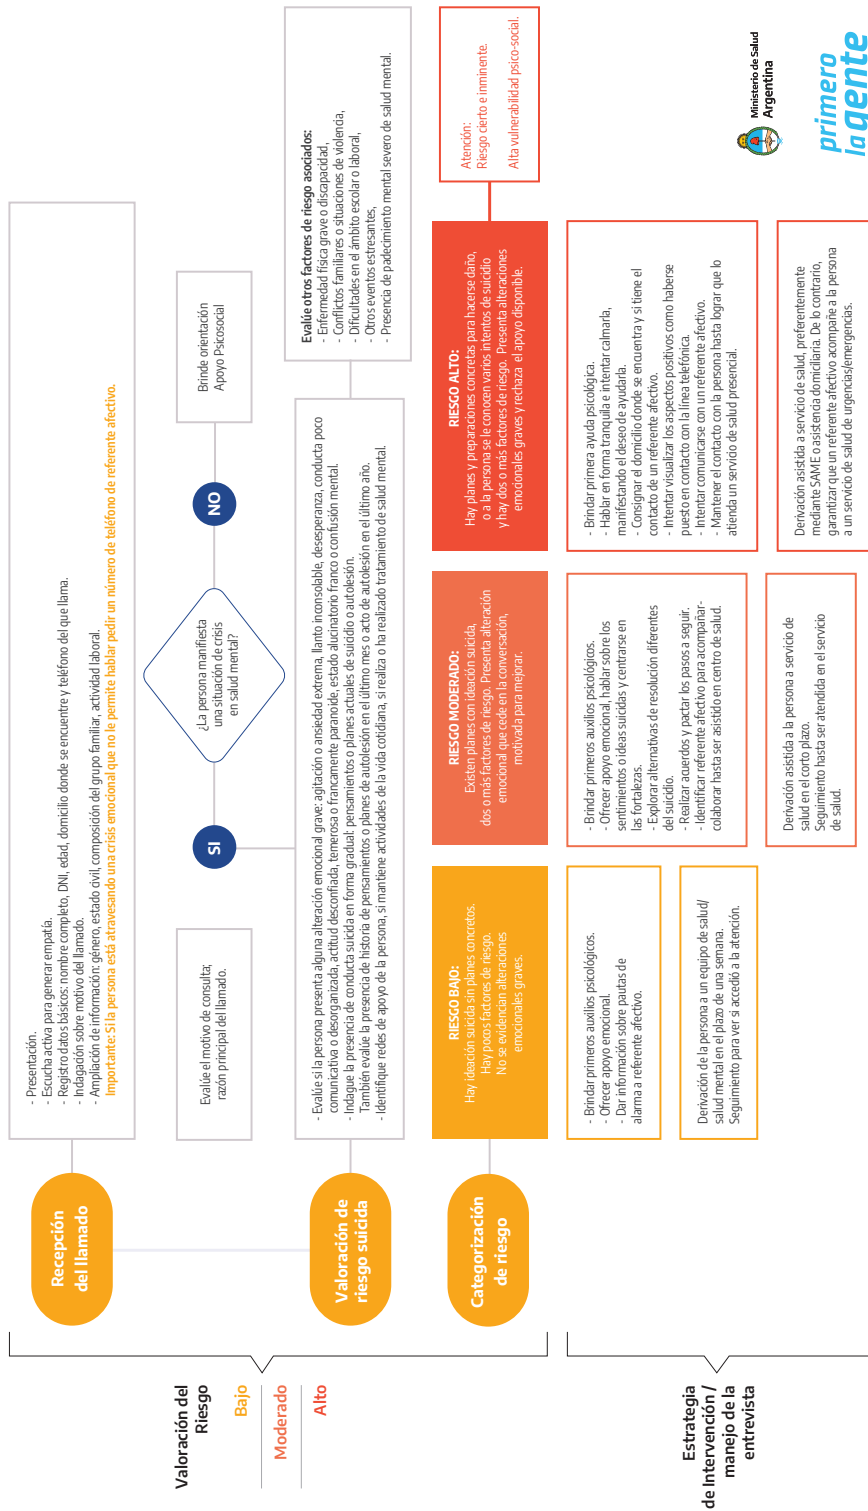 Valoración del
Riesgo
Bajo
Moderado
Alto
Recepción
del llamado
- Presentación.
- Escucha activa para generar empatía.
- Registro datos básicos: nombre completo, DNI, edad, domicilio donde se encuentre y teléfono del que llama.
- Indagación sobre motivo del llamado.
- Ampliación de información: género, estado civil, composición del grupo familiar, actividad laboral.
Importante: Si la persona está atravesando una crisis emocional que no le permite hablar pedir un número de teléfono de referente afectivo.
Evalúe el motivo de consulta;
razón principal del llamado.
SI
¿La persona manifiesta
una situación de crisis
en salud mental?
NO
Brinde orientación
Apoyo Psicosocial
Valoración de
riesgo suicida
- Evalúe si la persona presenta alguna alteración emocional grave: agitación o ansiedad extrema, llanto inconsolable, desesperanza, conducta poco
comunicativa o desorganizada, actitud desconfiada, temerosa o francamente paranoide, estado alucinatorio franco o confusión mental.
- Indague la presencia de conducta suicida en forma gradual: pensamientos o planes actuales de suicidio o autolesión.
También evalúe la presencia de historia de pensamientos o planes de autolesión en el último mes o acto de autolesión en el último año.
- Identifique redes de apoyo de la persona, si mantiene actividades de la vida cotidiana, si realiza o ha realizado tratamiento de salud mental.
Evalúe otros factores de riesgo asociados:
- Enfermedad física grave o discapacidad,
- Conflictos familiares o situaciones de violencia,
- Dificultades en el ámbito escolar o laboral,
- Otros eventos estresantes,
- Presencia de padecimiento mental severo de salud mental.
Categorización
de riesgo
RIESGO BAJO:
Hay ideación suicida sin planes concretos.
Hay pocos factores de riesgo.
No se evidencian alteraciones
emocionales graves.
RIESGO MODERADO:
Existen planes con ideación suicida,
dos o más factores de riesgo. Presenta alteración
emocional que cede en la conversación,
motivada para mejorar.
RIESGO ALTO:
Hay planes y preparaciones concretas para hacerse daño,
o a la persona se le conocen varios intentos de suicidio
y hay dos o más factores de riesgo. Presenta alteraciones
emocionales graves y rechaza el apoyo disponible.
Atención:
Riesgo cierto e inminente.
Alta vulnerabilidad psico-social.
Estrategia
de Intervención /
manejo de la
entrevista
- Brindar primeros auxilios psicológicos.
- Ofrecer apoyo emocional.
- Dar información sobre pautas de
alarma a referente afectivo.
Derivación de la persona a un equipo de salud/
salud mental en el plazo de una semana.
Seguimiento para ver si accedió a la atención.
- Brindar primeros auxilios psicológicos.
- Ofrecer apoyo emocional, hablar sobre los
sentimientos o ideas suicidas y centrarse en
las fortalezas.
- Explorar alternativas de resolución diferentes
del suicidio.
- Realizar acuerdos y pactar los pasos a seguir.
- Identificar referente afectivo para acompañar-
colaborar hasta ser asistido en centro de salud.
Derivación asistida a la persona a servicio de
salud en el corto plazo.
Seguimiento hasta ser atendida en el servicio
de salud.
- Brindar primera ayuda psicológica.
- Hablar en forma tranquila e intentar calmarla,
manifestando el deseo de ayudarla.
- Consignar el domicilio donde se encuentra y si tiene el
contacto de un referente afectivo.
- Intentar visualizar los aspectos positivos como haberse
puesto en contacto con la línea telefónica.
- Intentar comunicarse con un referente afectivo.
- Mantener el contacto con la persona hasta lograr que lo
atienda un servicio de salud presencial.
Derivación asistida a servicio de salud, preferentemente
mediante SAME o asistencia domiciliaria. De lo contrario,
garantizar que un referente afectivo acompañe a la persona
a un servicio de salud de urgencias/emergencias.
Ministerio de Salud
Argentina
primero
la gente